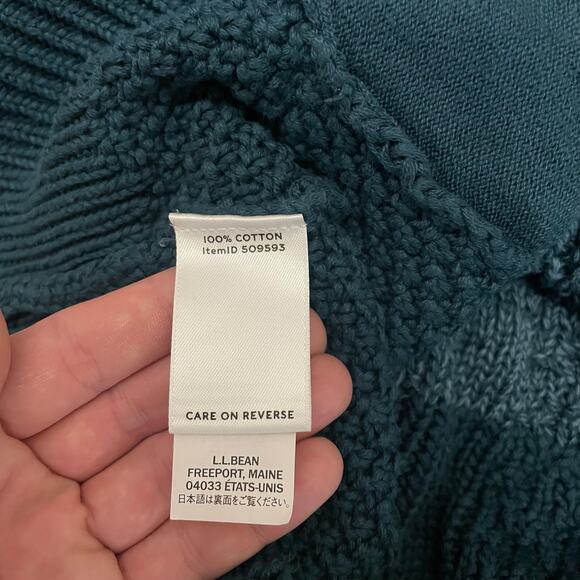 100% COTTON
ItemID 509593
CARE ON REVERSE
L.L.BEAN
FREEPORT, MAINE
04033 ÉTATS-UNIS
日本語は裏面をご覧ください